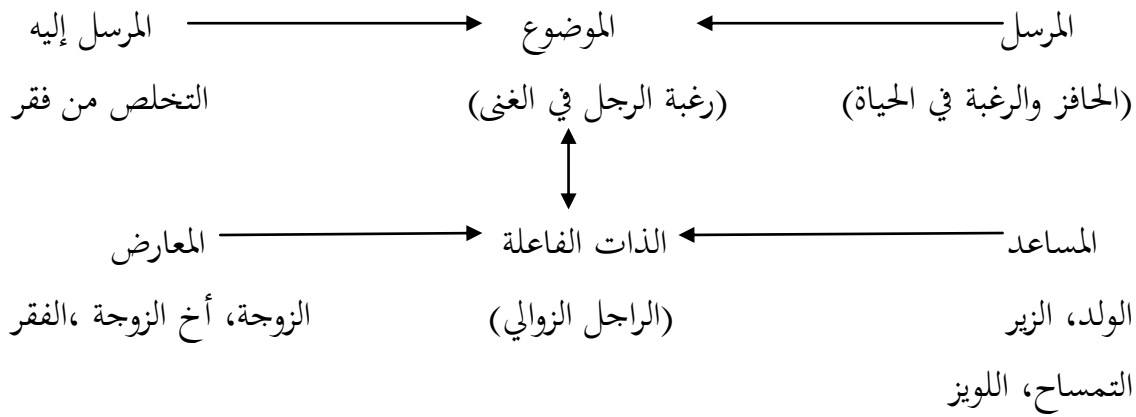 المرسل الموضوع المرسل إليه
(الحافز والرغبة في الحياة) (رغبة الرجل في الغنى) التخلص من فقر
المساعد الذات الفاعلة المعارض
الولد، الزير (الراجل الزوالي) الزوجة، أخ الزوجة ،الفقر
التمساح، اللويز